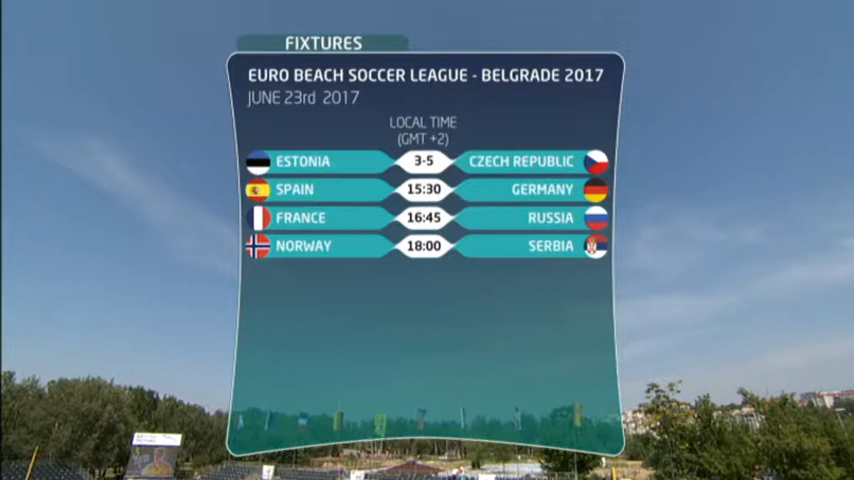 FIXTURES
EURO BEACH SOCCER LEAGUE - BELGRADE 2017
JUNE 23rd 2017
LOCAL TIME
(GMT +2)
ESTONIA 3-5 CZECH REPUBLIC
SPAIN 15:30 GERMANY
FRANCE 16:45 RUSSIA
NORWAY 18:00 SERBIA